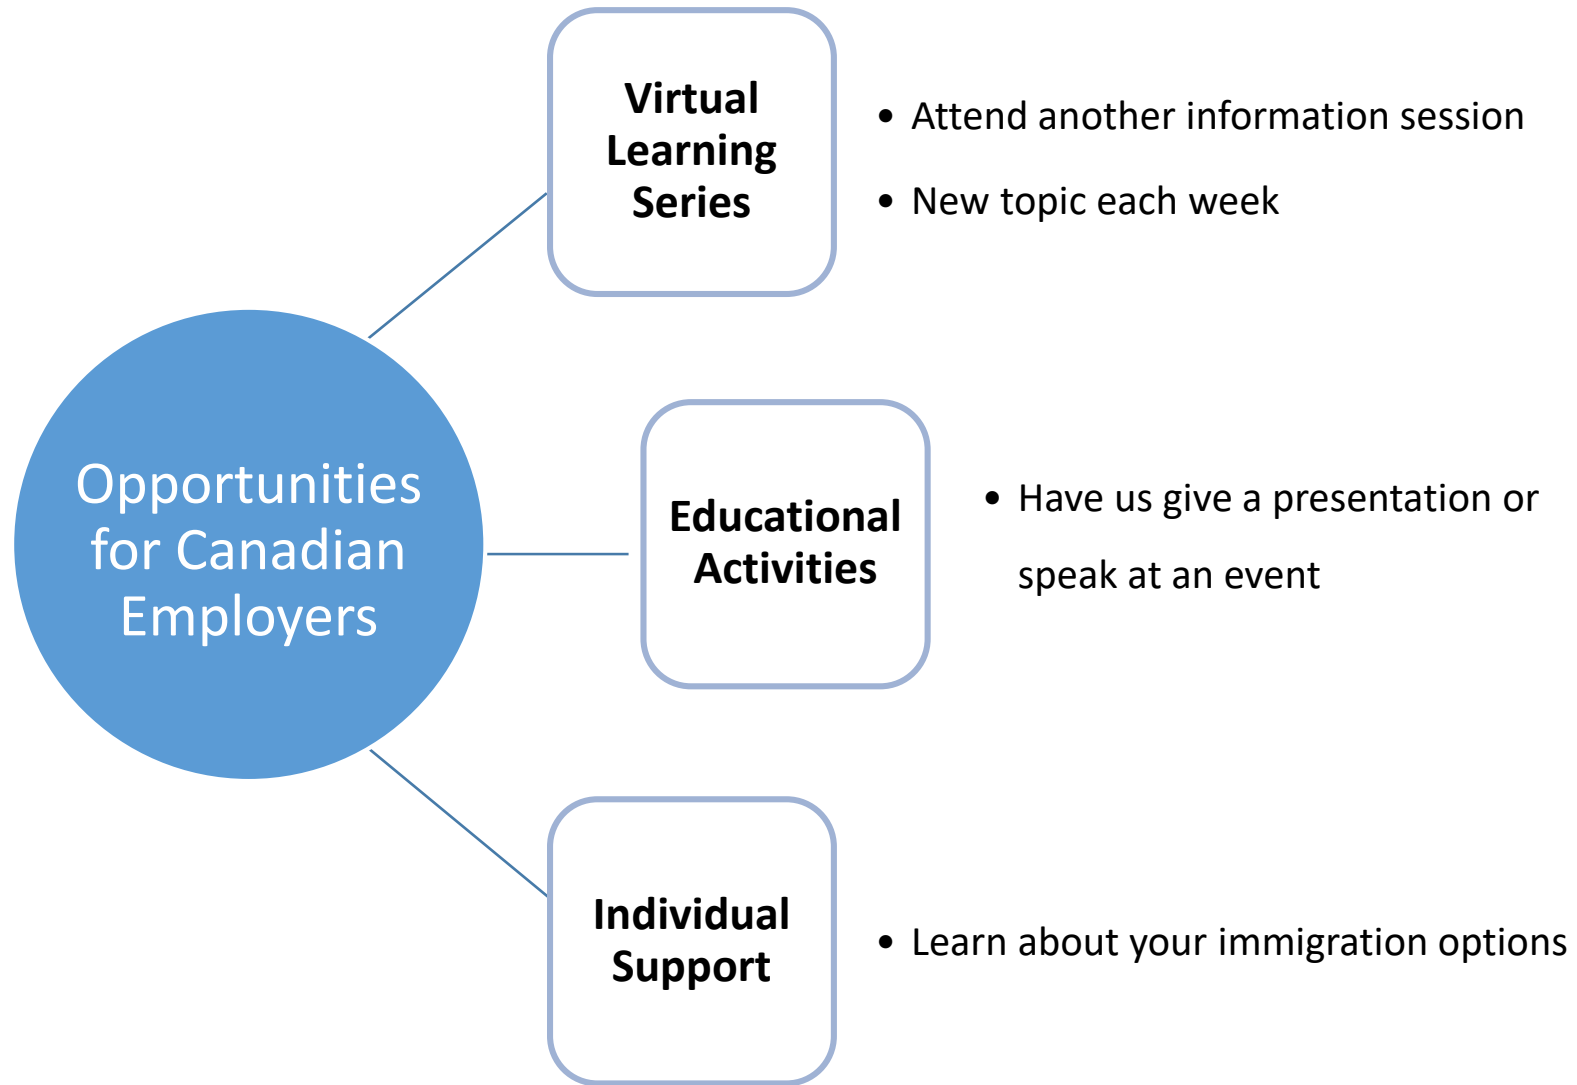 Opportunities
for Canadian
Employers
Virtual
Learning
Series
• Attend another information session
• New topic each week
Educational
Activities
• Have us give a presentation or
speak at an event
Individual
Support
• Learn about your immigration options